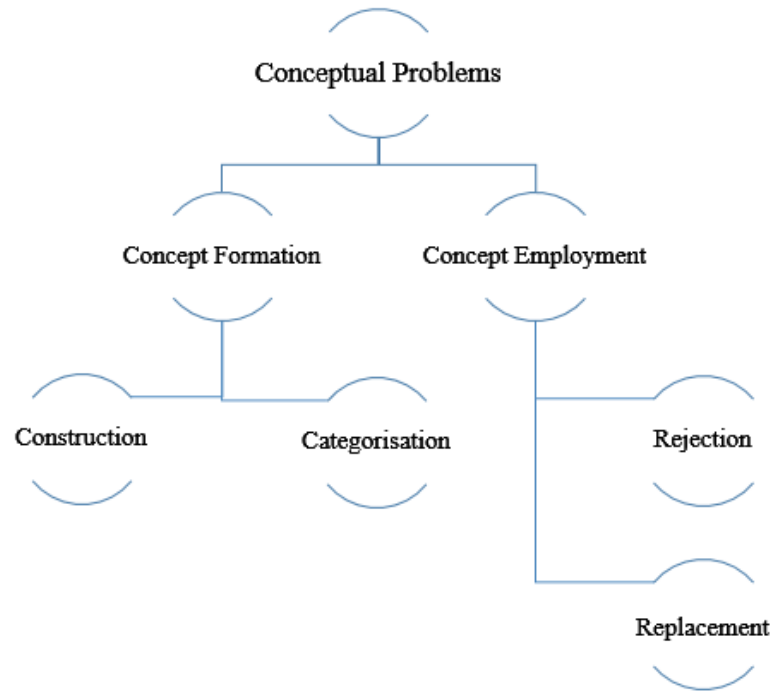 Conceptual Problems
Concept Formation
Concept Employment
Construction
Categorisation
Rejection
Replacement